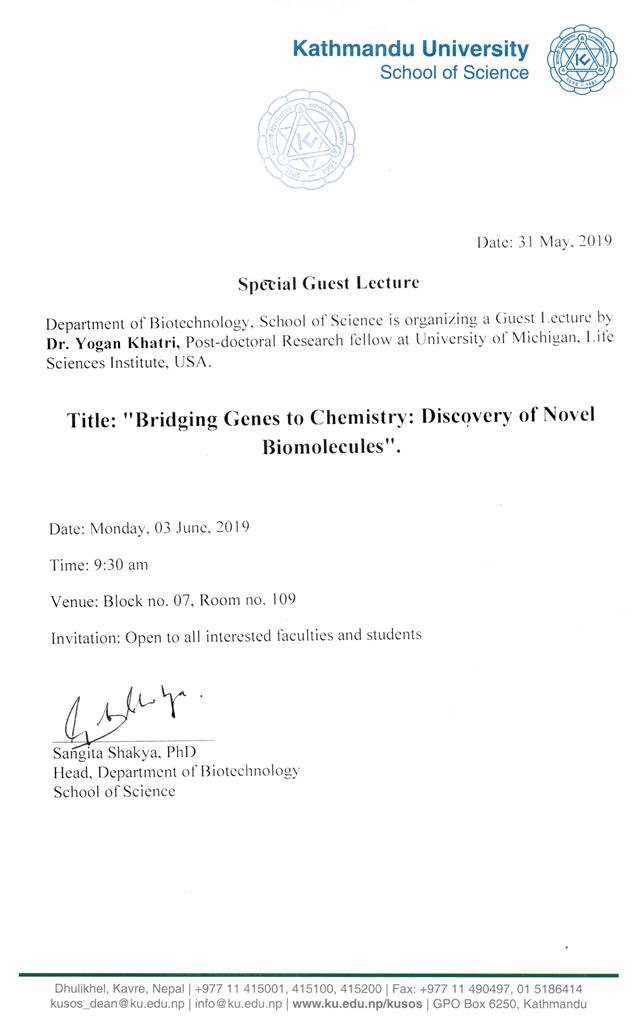 Kathmandu University
School of Science
Date: 31 May, 2019
Special Guest Lecture
Department of Biotechnology, School of Science is organizing a Guest Lecture by
Dr. Yogan Khatri, Post-doctoral Research fellow at University of Michigan, Life
Sciences Institute, USA.
Title: "Bridging Genes to Chemistry: Discovery of Novel
Biomolecules".
Date: Monday, 03 June, 2019
Time: 9:30 am
Venue: Block no. 07, Room no. 109
Invitation: Open to all interested faculties and students
Sangita Shakya, PhD
Head, Department of Biotechnology
School of Science
Dhulikhel, Kavre, Nepal | +977 11 415001, 415100, 415200 | Fax: +977 11 490497, 01 5186414
kusos_dean@ku.edu.np | info@ku.edu.np | www.ku.edu.np/kusos | GPO Box 6250, Kathmandu